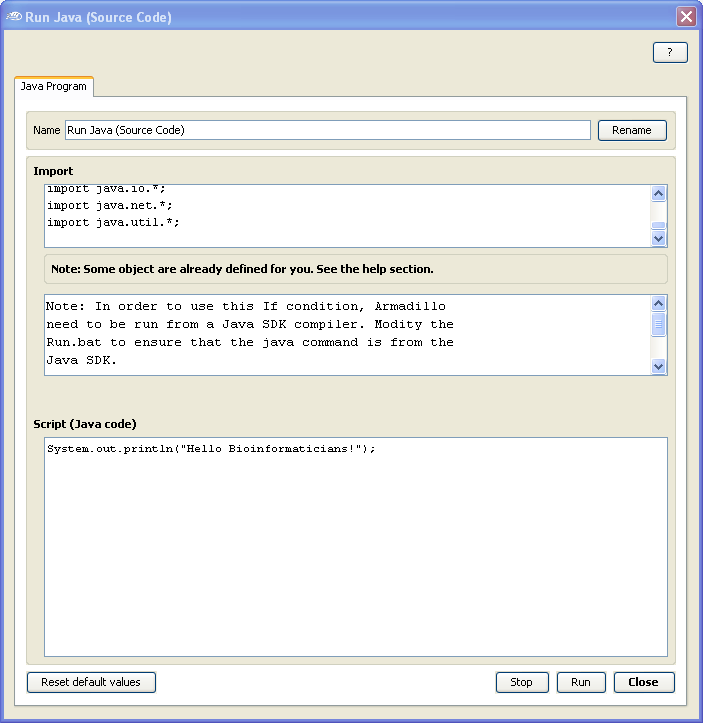 Run Java (Source Code)
?
Java Program
Name Run Java (Source Code) Rename
Import
import java.io.*;
import java.net.*;
import java.util.*;
Note: Some object are already defined for you. See the help section.
Note: In order to use this If condition, Armadillo
need to be run from a Java SDK compiler. Modity the
Run.bat to ensure that the java command is from the
Java SDK.
Script (Java code)
System.out.println("Hello Bioinformaticians!");
Reset default values Stop Run Close